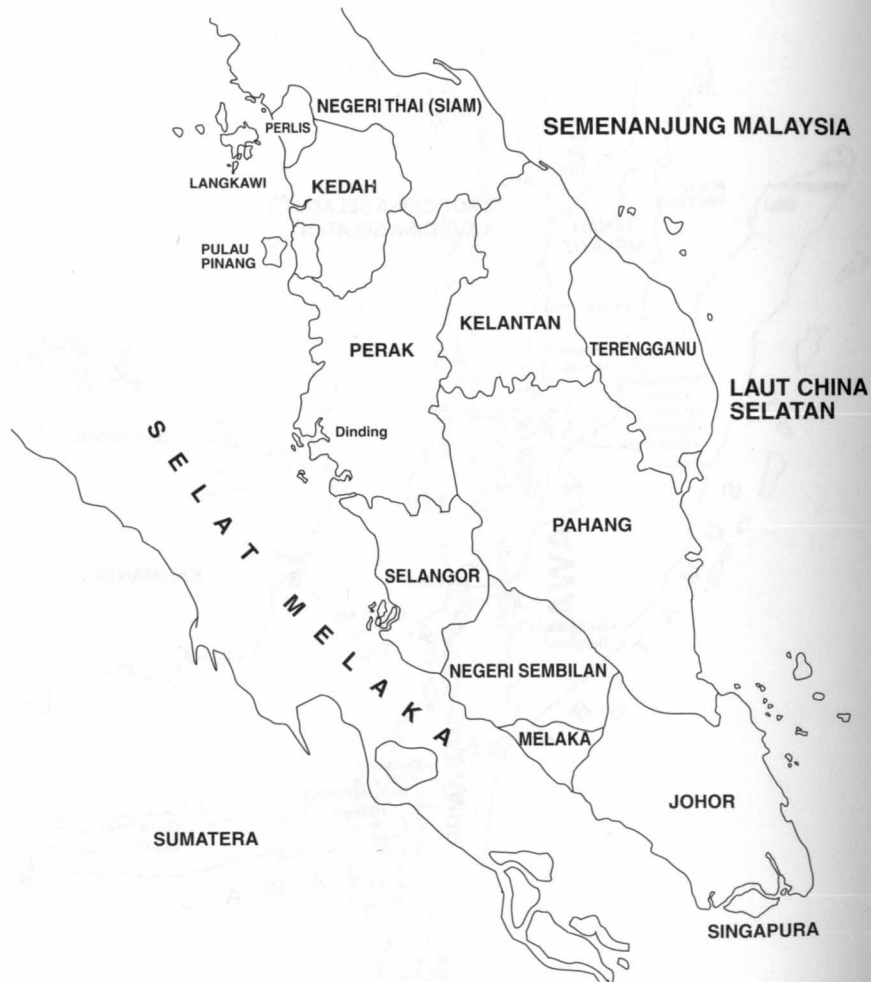 NEGERI THAI (SIAM)
SEMENANJUNG MALAYSIA
PERLIS
LANGKAWI
KEDAH
PULAU
PINANG
KELANTAN
PERAK
TERENGGANU
LAUT CHINA
SELATAN
Dinding
SELAT MELAKA
PAHANG
SELANGOR
NEGERI SEMBILAN
MELAKA
JOHOR
SUMATERA
SINGAPURA